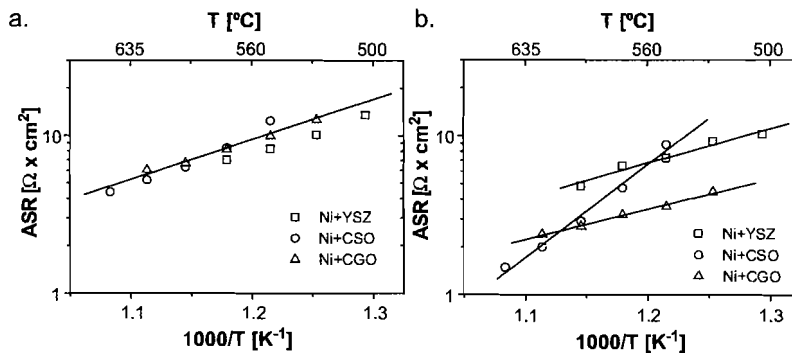 a.
T [ºC]
635 560 500
ASR [Ω x cm²]
10
1
Ni+YSZ
Ni+CSO
Ni+CGO
1.1 1.2 1.3
1000/T [K⁻¹]
b.
T [ºC]
635 560 500
ASR [Ω x cm²]
10
1
Ni+YSZ
Ni+CSO
Ni+CGO
1.1 1.2 1.3
1000/T [K⁻¹]